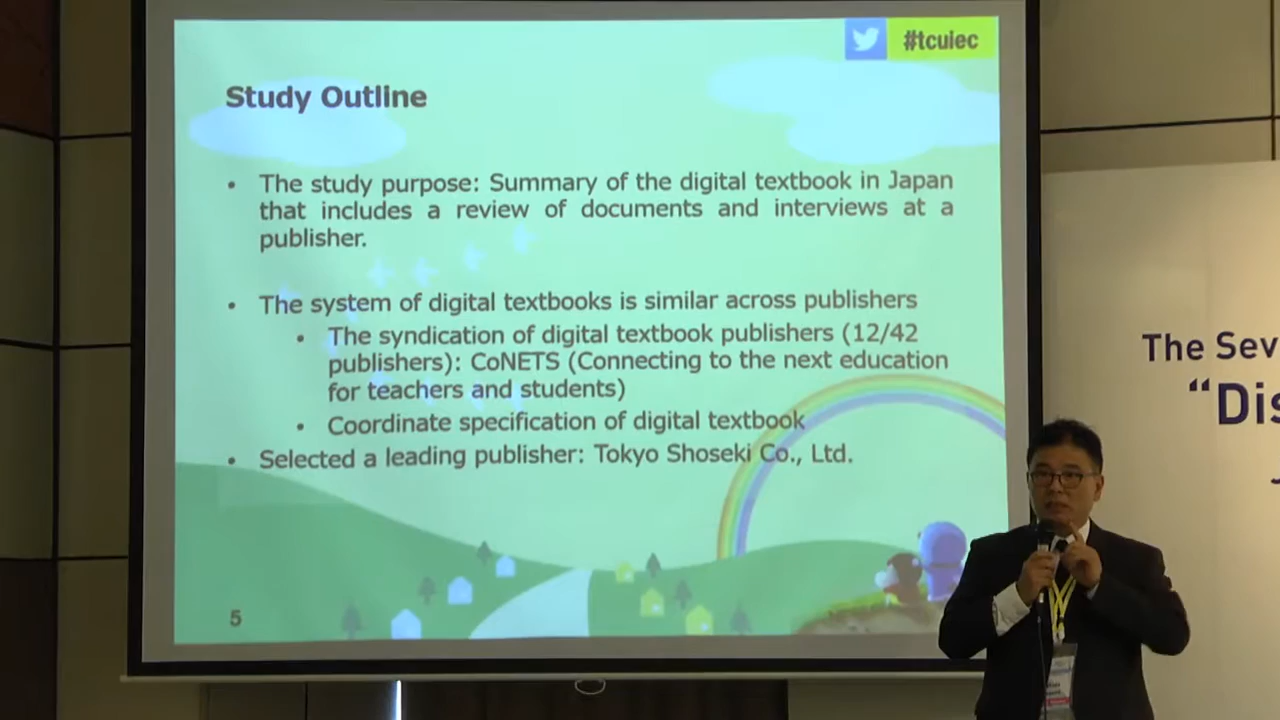 #tcuiec
Study Outline
• The study purpose: Summary of the digital textbook in Japan
that includes a review of documents and interviews at a
publisher.
• The system of digital textbooks is similar across publishers
• The syndication of digital textbook publishers (12/42
publishers): CoNETS (Connecting to the next education
for teachers and students)
• Coordinate specification of digital textbook
• Selected a leading publisher: Tokyo Shoseki Co., Ltd.
5
The Sev
“Dis